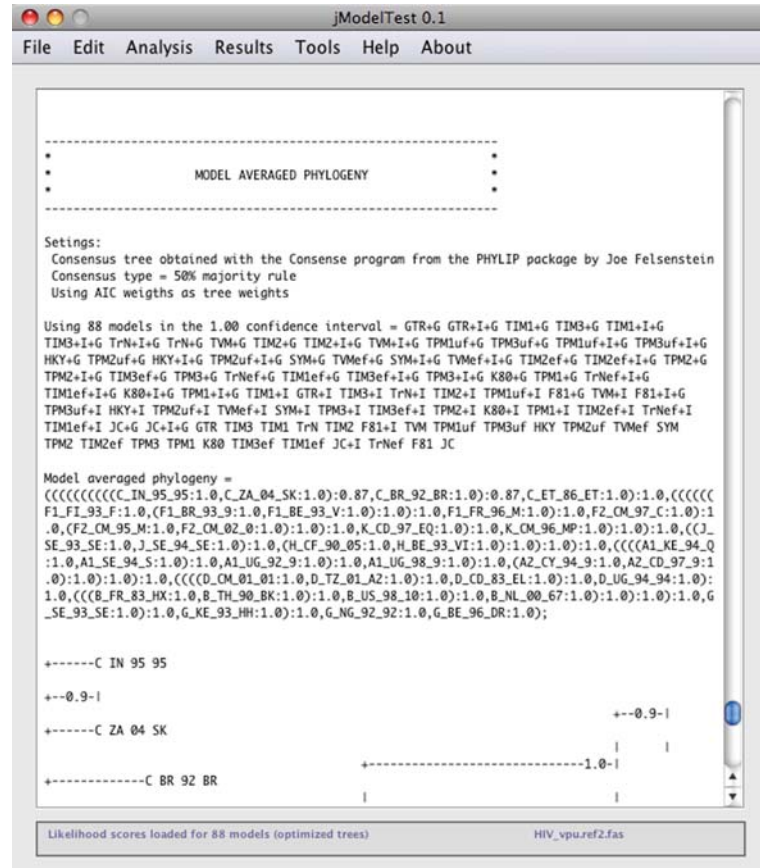 jModelTest 0.1
File Edit Analysis Results Tools Help About
---------------------------------------------------------------
* *
* MODEL AVERAGED PHYLOGENY *
* *
---------------------------------------------------------------
Setings:
Consensus tree obtained with the Consense program from the PHYLIP package by Joe Felsenstein
Consensus type = 50% majority rule
Using AIC weigths as tree weights
Using 88 models in the 1.00 confidence interval = GTR+G GTR+I+G TIM1+G TIM3+G TIM1+I+G
TIM3+I+G TrN+I+G TrN+G TVM+G TIM2+G TIM2+I+G TVM+I+G TPM1uf+G TPM3uf+G TPM1uf+I+G TPM3uf+I+G
HKY+G TPM2uf+G HKY+I+G TPM2uf+I+G SYM+G TVMef+G SYM+I+G TVMef+I+G TIM2ef+G TIM2ef+I+G TPM2+G
TPM2+I+G TIM3ef+G TPM3+G TrNef+G TIM1ef+G TIM3ef+I+G TPM3+I+G K80+G TPM1+G TrNef+I+G
TIM1ef+I+G K80+I+G TPM1+I+G TIM1+I GTR+I TIM3+I TrN+I TIM2+I TPM1uf+I F81+G TVM+I F81+I+G
TPM3uf+I HKY+I TPM2uf+I TVMef+I SYM+I TPM3+I TIM3ef+I TPM2+I K80+I TPM1+I TIM2ef+I TrNef+I
TIM1ef+I JC+G JC+I+G GTR TIM3 TIM1 TrN TIM2 F81+I TVM TPM1uf TPM3uf HKY TPM2uf TVMef SYM
TPM2 TIM2ef TPM3 TPM1 K80 TIM3ef TIM1ef JC+I TrNef F81 JC
Model averaged phylogeny =
((((((((((C_IN_95_95:1.0,C_ZA_04_SK:1.0):0.87,C_BR_92_BR:1.0):0.87,C_ET_86_ET:1.0):1.0,((((((
F1_FI_93_F:1.0,(F1_BR_93_9:1.0,F1_BE_93_V:1.0):1.0):1.0,F1_FR_96_M:1.0):1.0,F2_CM_97_C:1.0):1
.0,(F2_CM_95_M:1.0,F2_CM_02_0:1.0):1.0):1.0,K_CD_97_EQ:1.0):1.0,K_CM_96_MP:1.0):1.0):1.0,((J_
SE_93_SE:1.0,J_SE_94_SE:1.0):1.0,(H_CF_90_05:1.0,H_BE_93_VI:1.0):1.0):1.0):1.0,((((A1_KE_94_Q
:1.0,A1_SE_94_S:1.0):1.0,A1_UG_92_9:1.0):1.0,A1_UG_98_9:1.0):1.0,(A2_CY_94_9:1.0,A2_CD_97_9:1
.0):1.0):1.0):1.0,((((D_CM_01_01:1.0,D_TZ_01_A2:1.0):1.0,D_CD_83_EL:1.0):1.0,D_UG_94_94:1.0):
1.0,(((B_FR_83_HX:1.0,B_TH_90_BK:1.0):1.0,B_US_98_10:1.0):1.0,B_NL_00_67:1.0):1.0):1.0):1.0,G
_SE_93_SE:1.0):1.0,G_KE_93_HH:1.0):1.0,G_NG_92_92:1.0,G_BE_96_DR:1.0);
+------C IN 95 95
+--0.9-|
+--0.9-|
+------C ZA 04 SK
| |
+------------------------------1.0-|
+-------------C BR 92 BR
| |
Likelihood scores loaded for 88 models (optimized trees) HIV_vpu.ref2.fas